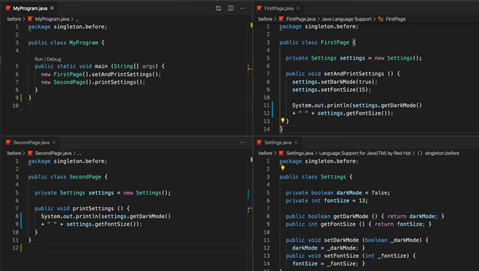 MyProgram.java
before > MyProgram.java > ...
1 package singleton.before;
2
3 public class MyProgram {
4
Run | Debug
5 public static void main (String[] args) {
6 new FirstPage().setAndPrintSettings();
7 new SecondPage().printSettings();
8 }
9 }
10
FirstPage.java
before > FirstPage.java > Java Language Support > FirstPage
1 package singleton.before;
2
3 public class FirstPage {
4
5 private Settings settings = new Settings();
6
7 public void setAndPrintSettings () {
8 settings.setDarkMode(true);
9 settings.setFontSize(15);
10
11 System.out.println(settings.getDarkMode()
12 + " " + settings.getFontSize());
13 }
14 }
SecondPage.java
before > SecondPage.java > ...
1 package singleton.before;
2
3 public class SecondPage {
4
5 private Settings settings = new Settings();
6
7 public void printSettings () {
8 System.out.println(settings.getDarkMode()
9 + " " + settings.getFontSize());
10 }
11 }
12
Settings.java
before > Settings.java > Language Support for Java(TM) by Red Hat > {} singleton.before
1 package singleton.before;
2
3 public class Settings {
4
5 private boolean darkMode = false;
6 private int fontSize = 13;
7
8 public boolean getDarkMode () { return darkMode; }
9 public int getFontSize () { return fontSize; }
10
11 public void setDarkMode (boolean _darkMode) {
12 darkMode = _darkMode; }
13 public void setFontSize (int _fontSize) {
14 fontSize = _fontSize; }